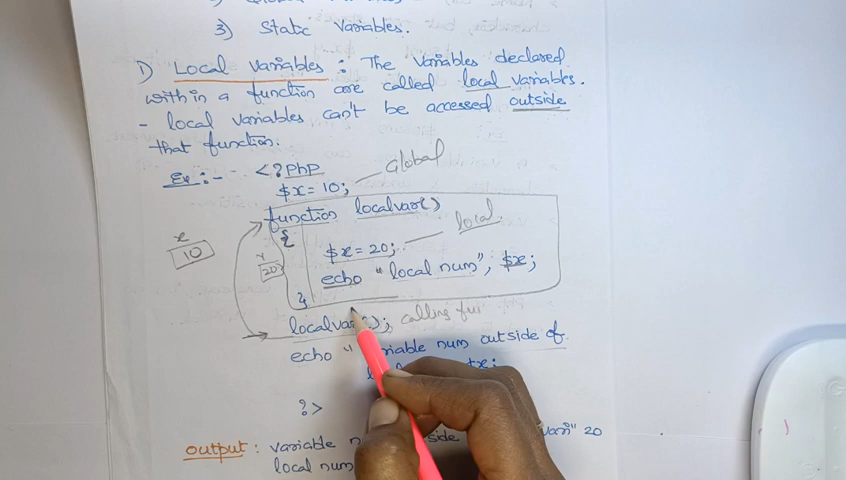 3) Static Variables.
1) Local Variables : The Variables declared
with in a function are called local variables.
- local variables can't be accessed outside
that function.
Ex :- <?php
$x = 10; Global
function localvar()
{
$x = 20; local.
x
10
20
echo "local num", $x;
}
localvar(); calling fun
echo " variable num outside of
$x;
?>
output : variable 20
local num